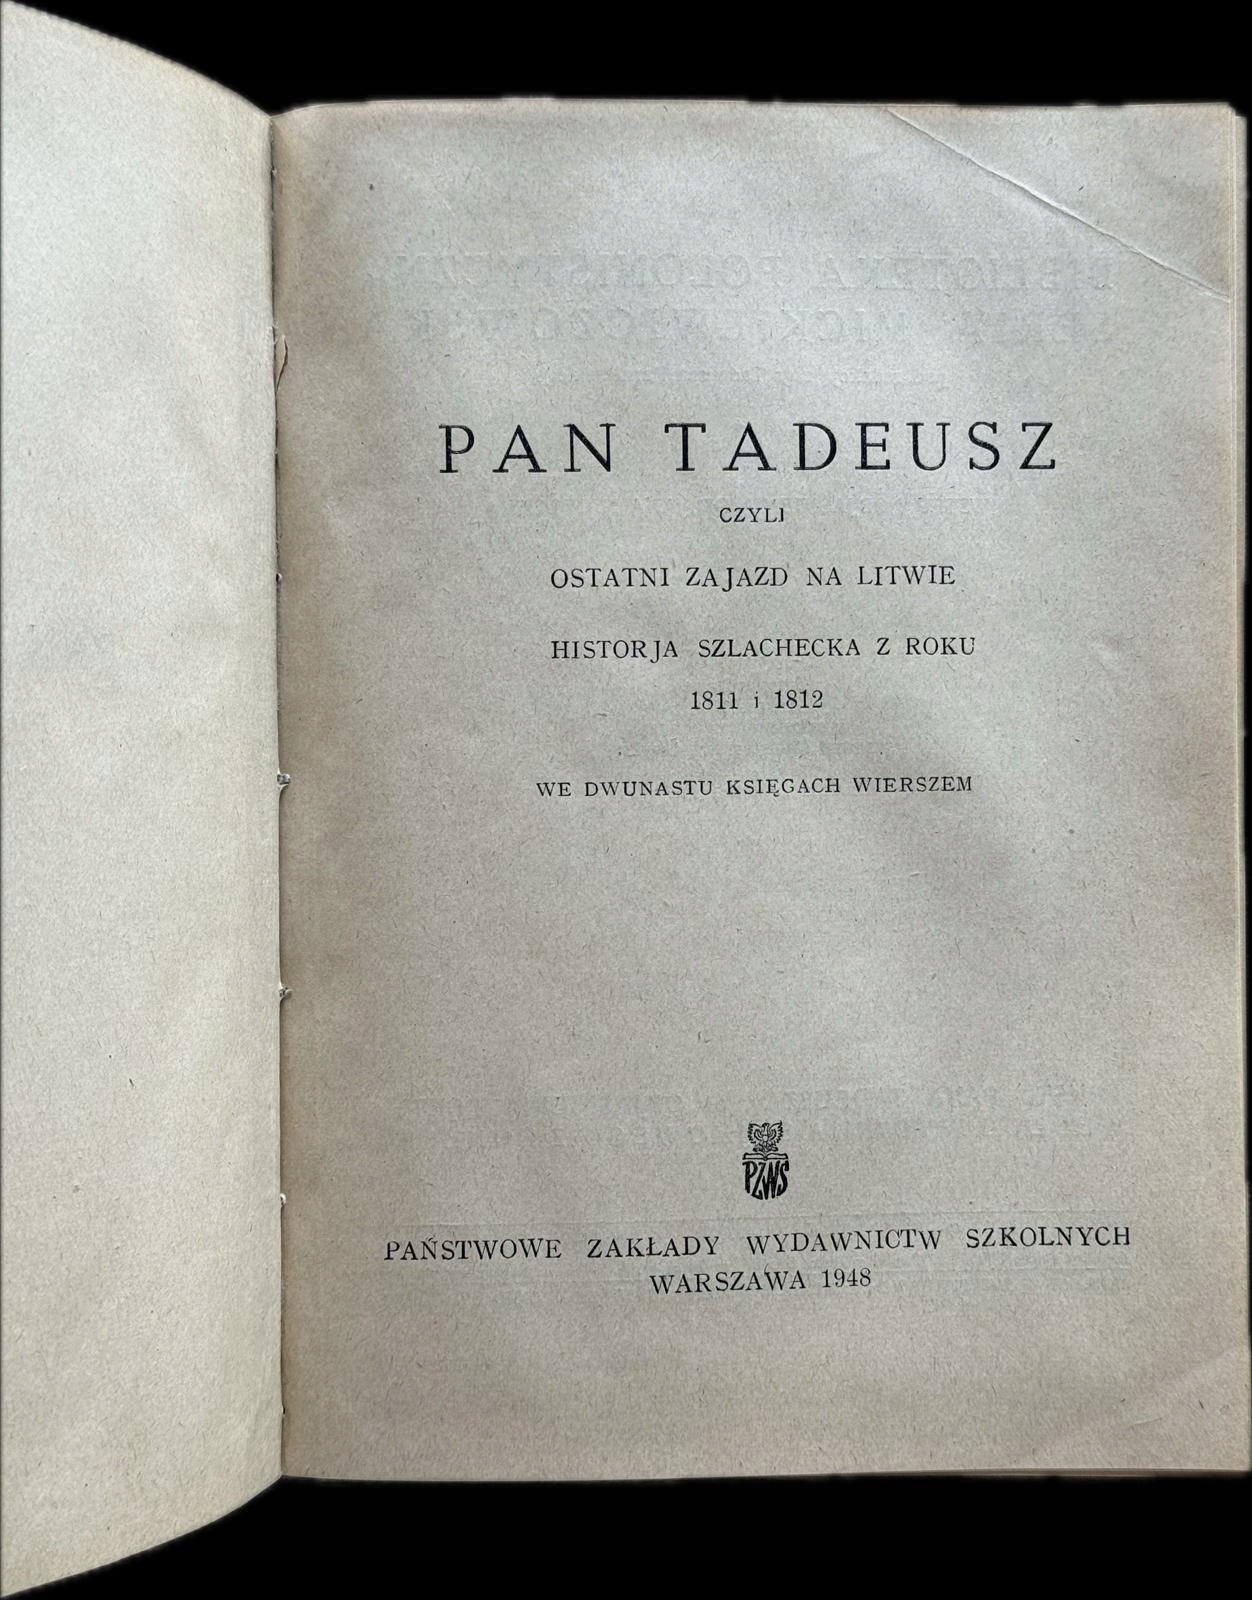 PAN TADEUSZ
CZYLI
OSTATNI ZAJAZD NA LITWIE
HISTORJA SZLACHECKA Z ROKU
1811 i 1812
WE DWUNASTU KSIĘGACH WIERSZEM
PZWS
PAŃSTWOWE ZAKŁADY WYDAWNICTW SZKOLNYCH
WARSZAWA 1948